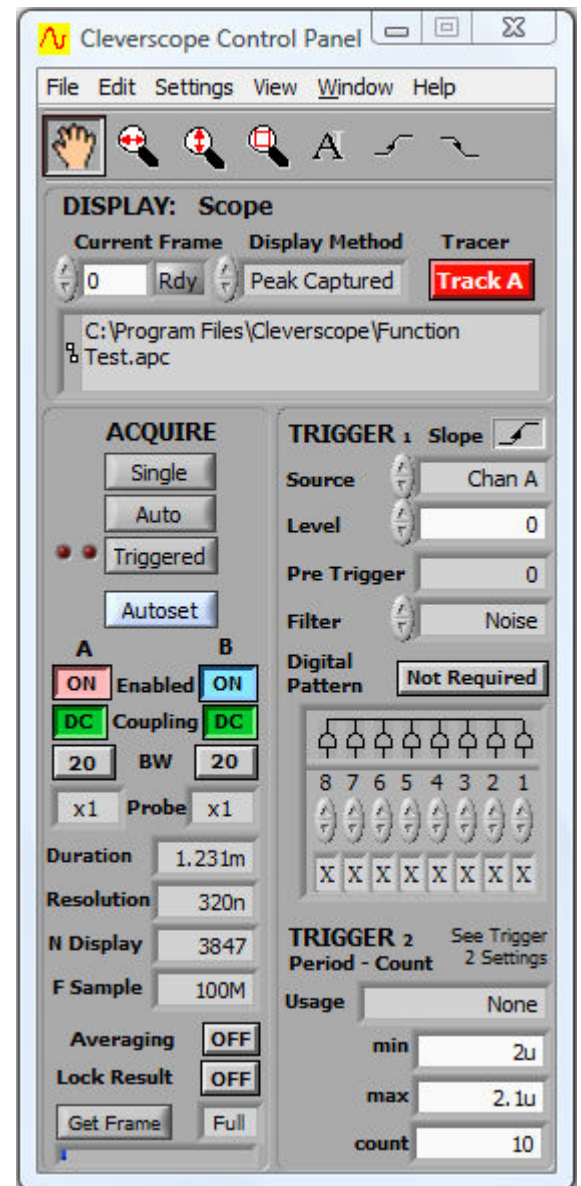 Cleverscope Control Panel
File Edit Settings View Window Help
A
DISPLAY: Scope
Current Frame Display Method Tracer
0 Rdy Peak Captured Track A
C:\Program Files\Cleverscope\Function
Test.apc
ACQUIRE
Single
Auto
Triggered
Autoset
A B
ON Enabled ON
DC Coupling DC
20 BW 20
x1 Probe x1
Duration 1.231m
Resolution 320n
N Display 3847
F Sample 100M
Averaging OFF
Lock Result OFF
Get Frame Full
TRIGGER 1 Slope
Source Chan A
Level 0
Pre Trigger 0
Filter Noise
Digital
Pattern Not Required
8 7 6 5 4 3 2 1
X X X X X X X X
TRIGGER 2 See Trigger
Period - Count 2 Settings
Usage None
min 2u
max 2.1u
count 10